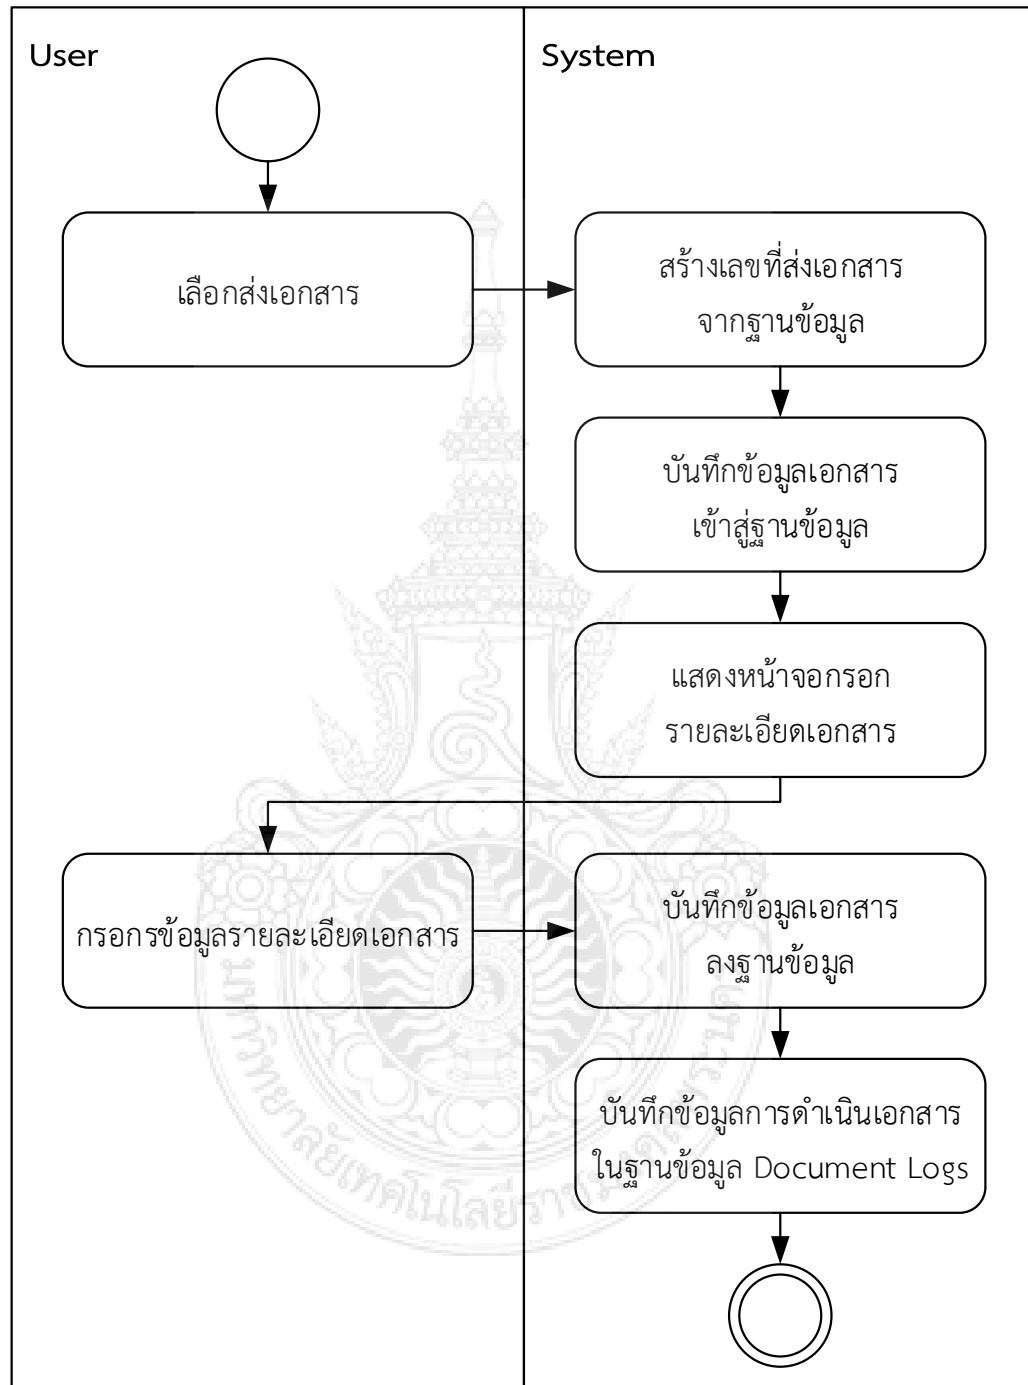 User
System
เลือกส่งเอกสาร
สร้างเลขที่ส่งเอกสาร
จากฐานข้อมูล
บันทึกข้อมูลเอกสาร
เข้าสู่ฐานข้อมูล
แสดงหน้าจอกรอก
รายละเอียดเอกสาร
กรอกรข้อมูลรายละเอียดเอกสาร
บันทึกข้อมูลเอกสาร
ลงฐานข้อมูล
บันทึกข้อมูลการดำเนินเอกสาร
ในฐานข้อมูล Document Logs